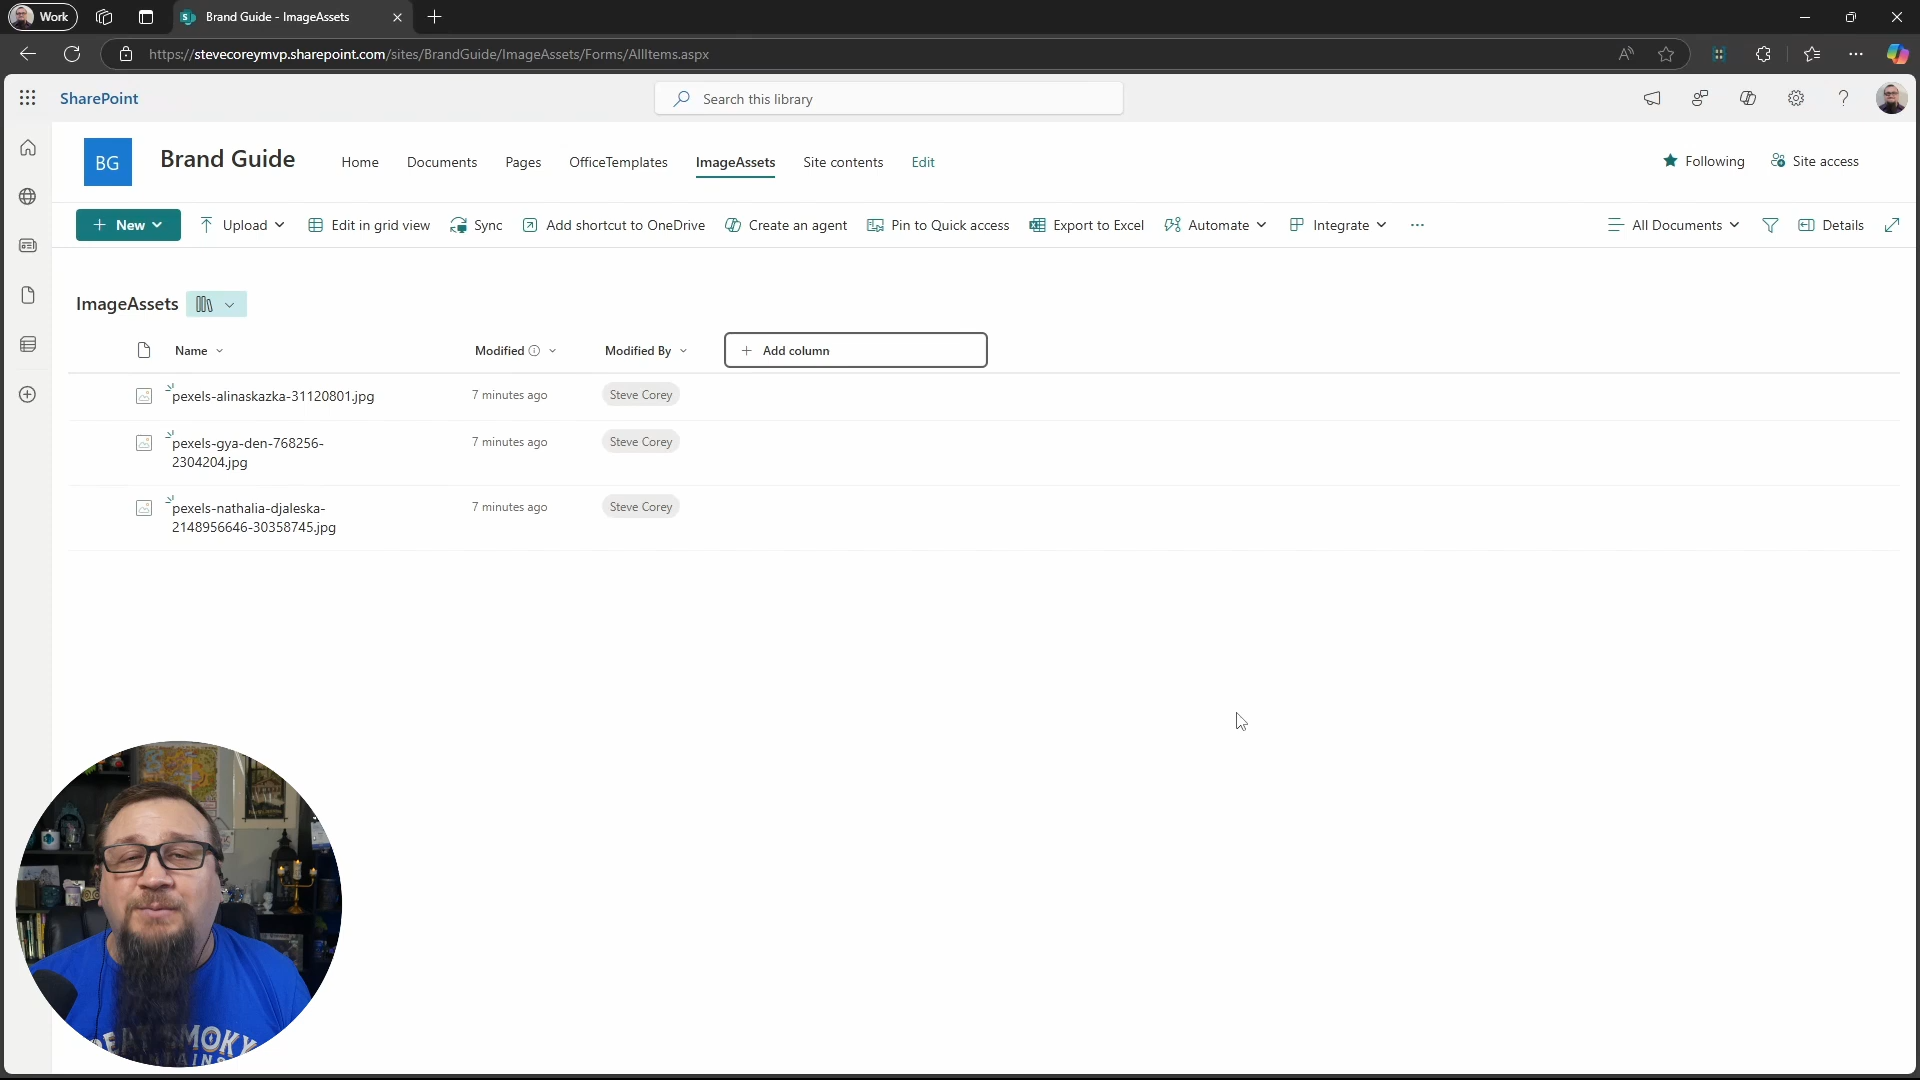 Work
Brand Guide - ImageAssets
https://stevecoreymvp.sharepoint.com/sites/BrandGuide/ImageAssets/Forms/AllItems.aspx
SharePoint
Search this library
BG
Brand Guide
Home
Documents
Pages
OfficeTemplates
ImageAssets
Site contents
Edit
Following
Site access
New
Upload
Edit in grid view
Sync
Add shortcut to OneDrive
Create an agent
Pin to Quick access
Export to Excel
Automate
Integrate
All Documents
Details
ImageAssets
Name
Modified
Modified By
Add column
pexels-alinaskazka-31120801.jpg
7 minutes ago
Steve Corey
pexels-gya-den-768256-
2304204.jpg
7 minutes ago
Steve Corey
pexels-nathalia-djaleska-
2148956646-30358745.jpg
7 minutes ago
Steve Corey